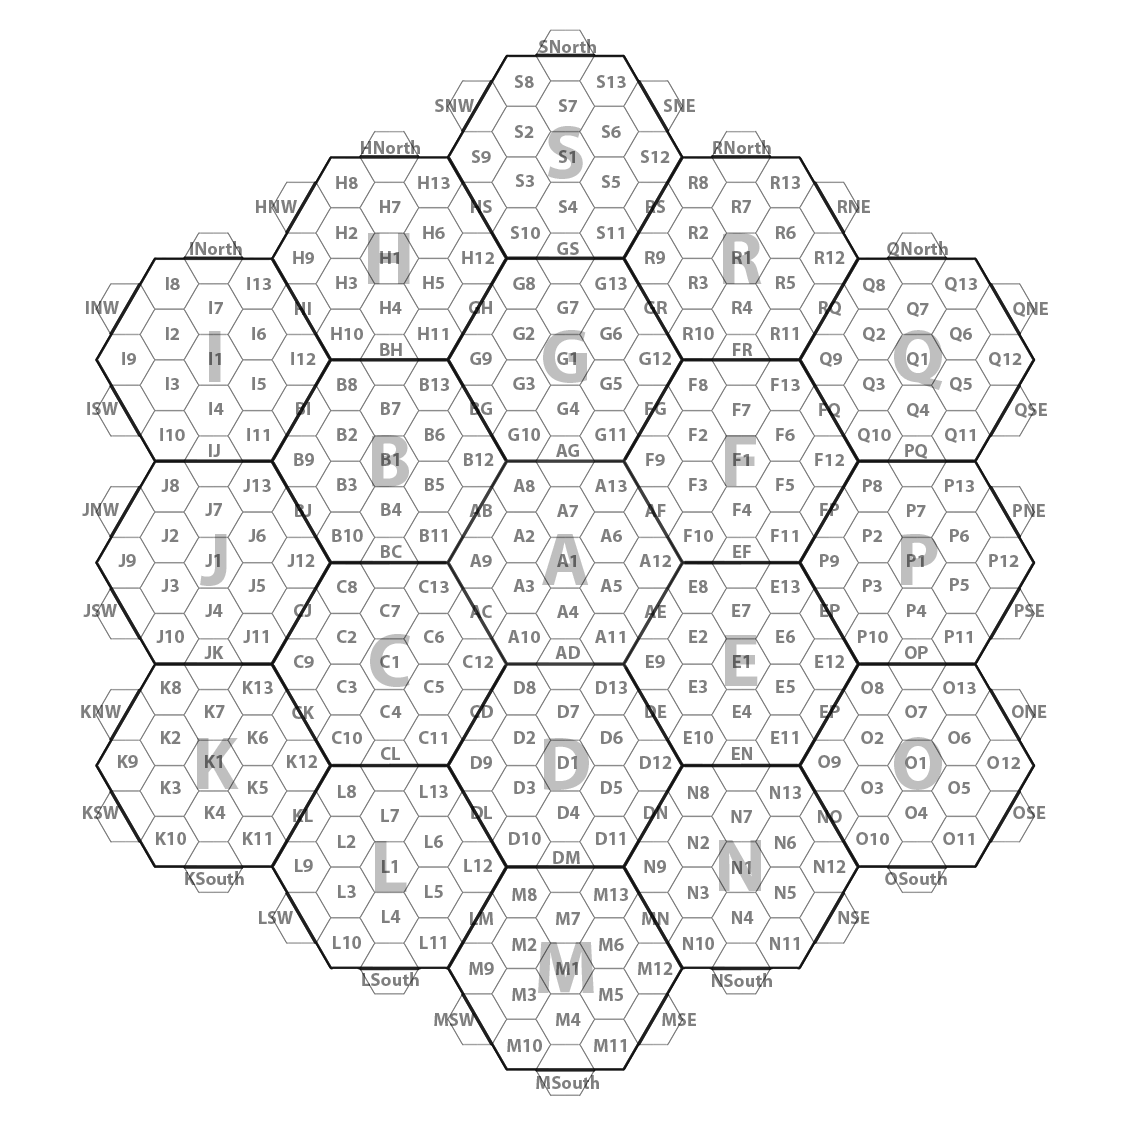 SNorth
S8 S13
SNW S7 SNE
S2 S6
HNorth S9 S1 S12 RNorth
H8 H13 S3 S5 R8 R13
HNW H7 HS S4 RS R7 RNE
H2 H6 S10 S11 R2 R6
INorth H9 H1 H12 GS R9 R1 R12 QNorth
I8 I13 H3 H5 G8 G13 R3 R5 Q8 Q13
INW I7 HI H4 GH G7 GR R4 RQ Q7 QNE
I2 I6 H10 H11 G2 G6 R10 R11 Q2 Q6
I9 I1 I12 BH G9 G1 G12 FR Q9 Q1 Q12
I3 I5 B8 B13 G3 G5 F8 F13 Q3 Q5
ISW I4 BI B7 BG G4 FG F7 FQ Q4 QSE
I10 I11 B2 B6 G10 G11 F2 F6 Q10 Q11
IJ B9 B1 B12 AG F9 F1 F12 PQ
J8 J13 B3 B5 A8 A13 F3 F5 P8 P13
JNW J7 BJ B4 AB A7 AF F4 FP P7 PNE
J2 J6 B10 B11 A2 A6 F10 F11 P2 P6
J9 J1 J12 BC A9 A1 A12 EF P9 P1 P12
J3 J5 C8 C13 A3 A5 E8 E13 P3 P5
JSW J4 CJ C7 AC A4 AE E7 EP P4 PSE
J10 J11 C2 C6 A10 A11 E2 E6 P10 P11
JK C9 C1 C12 AD E9 E1 E12 OP
K8 K13 C3 C5 D8 D13 E3 E5 O8 O13
KNW K7 CK C4 CD D7 DE E4 EP O7 ONE
K2 K6 C10 C11 D2 D6 E10 E11 O2 O6
K9 K1 K12 CL D9 D1 D12 EN O9 O1 O12
K3 K5 L8 L13 D3 D5 N8 N13 O3 O5
KSW K4 KL L7 DL D4 DN N7 NO O4 OSE
K10 K11 L2 L6 D10 D11 N2 N6 O10 O11
KSouth L9 L1 L12 DM N9 N1 N12 OSouth
L3 L5 M8 M13 N3 N5
LSW L4 LM M7 MN N4 NSE
L10 L11 M2 M6 N10 N11
LSouth M9 M1 M12 NSouth
M3 M5
MSW M4 MSE
M10 M11
MSouth
S
H R
I G Q
B F
J A P
C E
K D O
L N
M